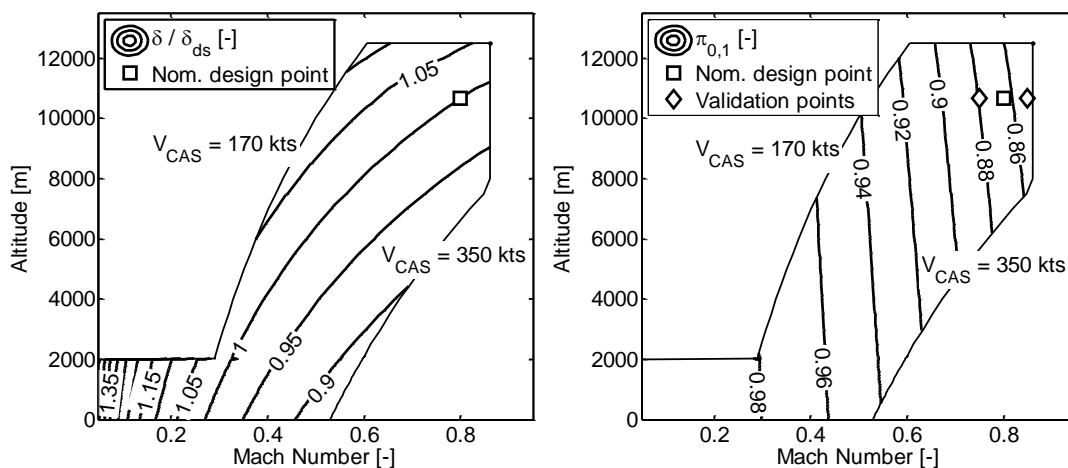 δ / δds [-]
Nom. design point
VCAS = 170 kts
VCAS = 350 kts
1.05
1
0.95
0.9
1.35
1.15
1.05
12000
10000
8000
6000
4000
2000
0
0.2
0.4
0.6
0.8
Altitude [m]
Mach Number [-]
π0,1 [-]
Nom. design point
Validation points
VCAS = 170 kts
VCAS = 350 kts
0.92
0.9
0.88
0.86
0.94
0.96
0.98
12000
10000
8000
6000
4000
2000
0
0.2
0.4
0.6
0.8
Altitude [m]
Mach Number [-]